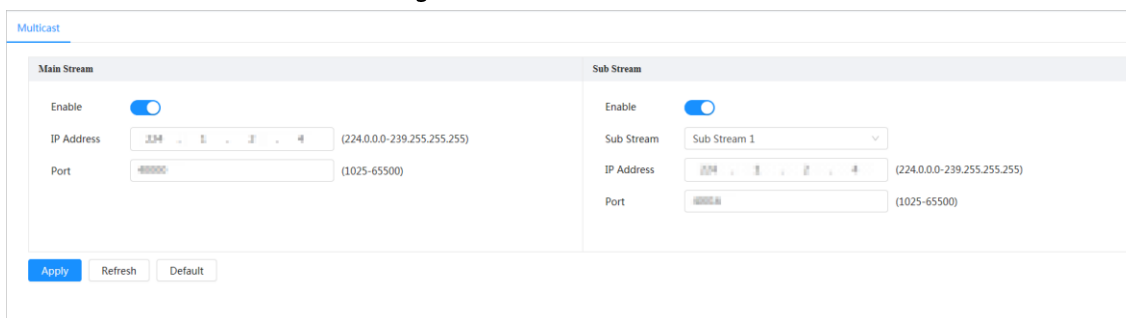 Multicast
Main Stream
Enable
IP Address (224.0.0.0-239.255.255.255)
Port (1025-65500)
Sub Stream
Enable
Sub Stream Sub Stream 1
IP Address (224.0.0.0-239.255.255.255)
Port (1025-65500)
Apply Refresh Default